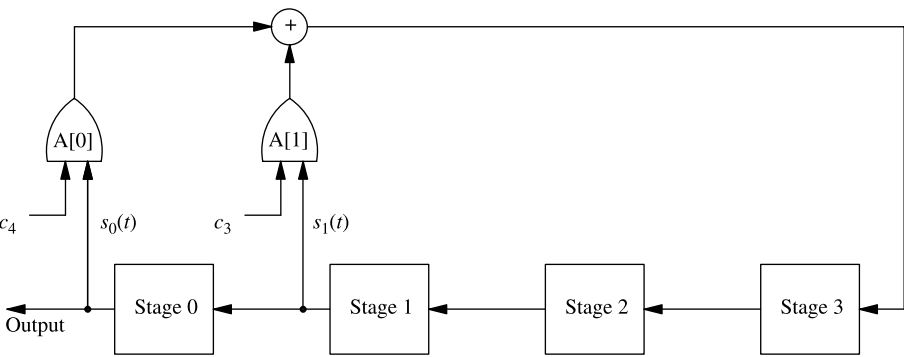 +
A[0]
A[1]
c₄
s₀(t)
c₃
s₁(t)
Stage 0
Stage 1
Stage 2
Stage 3
Output